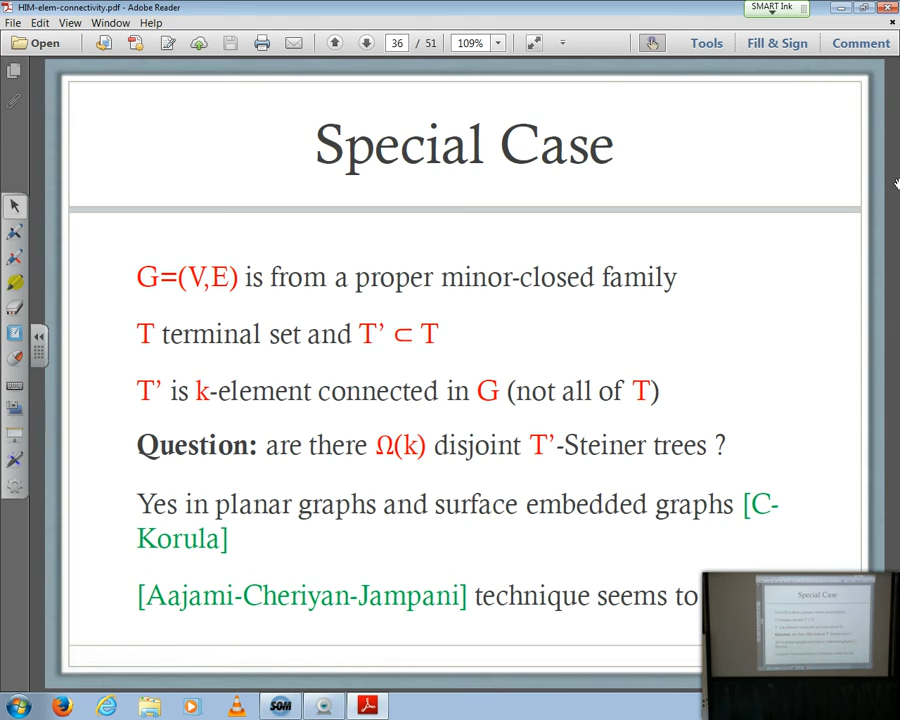 HIM-elem-connectivity.pdf - Adobe Reader
SMART Ink
File Edit View Window Help
Open 36 / 51 109% Tools Fill & Sign Comment
Special Case
G=(V,E) is from a proper minor-closed family
T terminal set and T’ ⊂ T
T’ is k-element connected in G (not all of T)
Question: are there Ω(k) disjoint T’-Steiner trees ?
Yes in planar graphs and surface embedded graphs [C-
Korula]
[Aajami-Cheriyan-Jampani] technique seems to
Special Case
SOM